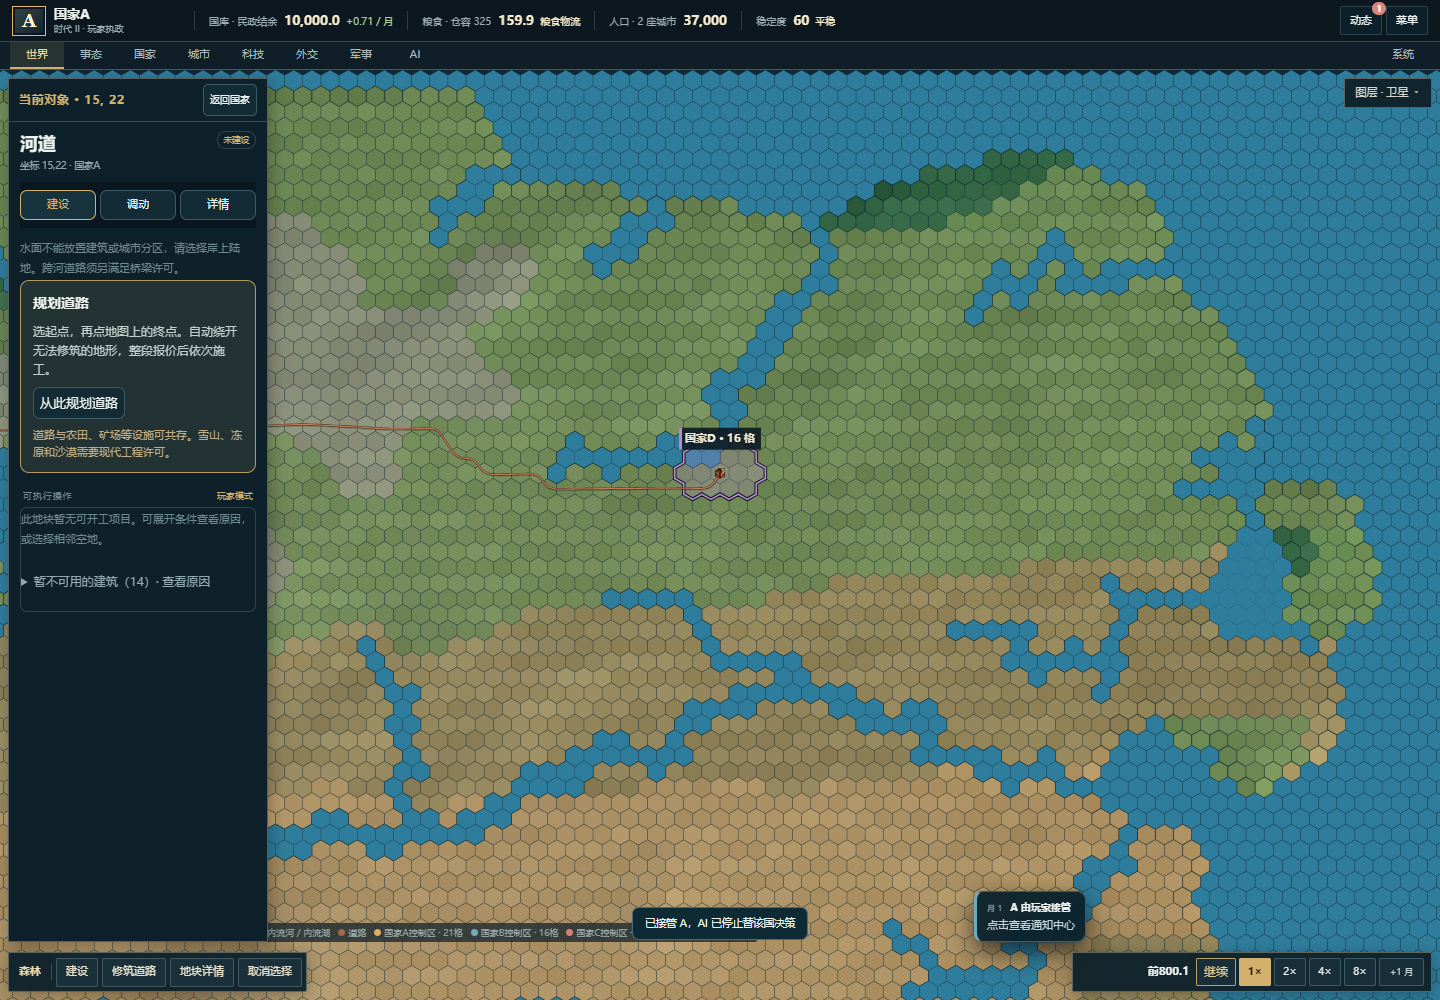 A
国家A
时代 II · 玩家执政
国库 · 民政结余 10,000.0 +0.71 / 月
粮食 · 仓容 325 159.9 粮食物流
人口 · 2 座城市 37,000
稳定度 60 平稳
动态 1
菜单
世界
事态
国家
城市
科技
外交
军事
AI
系统
当前对象 • 15, 22
返回国家
图层 · 卫星
河道
未建设
坐标 15,22 · 国家A
建设
调动
详情
水面不能放置建筑或城市分区，请选择岸上陆
地。跨河道路须另满足桥梁许可。
规划道路
选起点，再点地图上的终点。自动绕开
无法修筑的地形，整段报价后依次施
工。
从此规划道路
道路与农田、矿场等设施可共存。雪山、冻
原和沙漠需要现代工程许可。
可执行操作
玩家模式
此地块暂无可开工项目。可展开条件查看原因，
或选择相邻空地。
暂不可用的建筑（14）· 查看原因
国家D • 16 格
内流河 / 内流湖
道路
国家A控制区 · 21格
国家B控制区 · 16格
国家C控制区 ·
已接管 A，AI 已停止替该国决策
月 1 A 由玩家接管
点击查看通知中心
森林
建设
修筑道路
地块详情
取消选择
前800.1
继续
1×
2×
4×
8×
+1 月